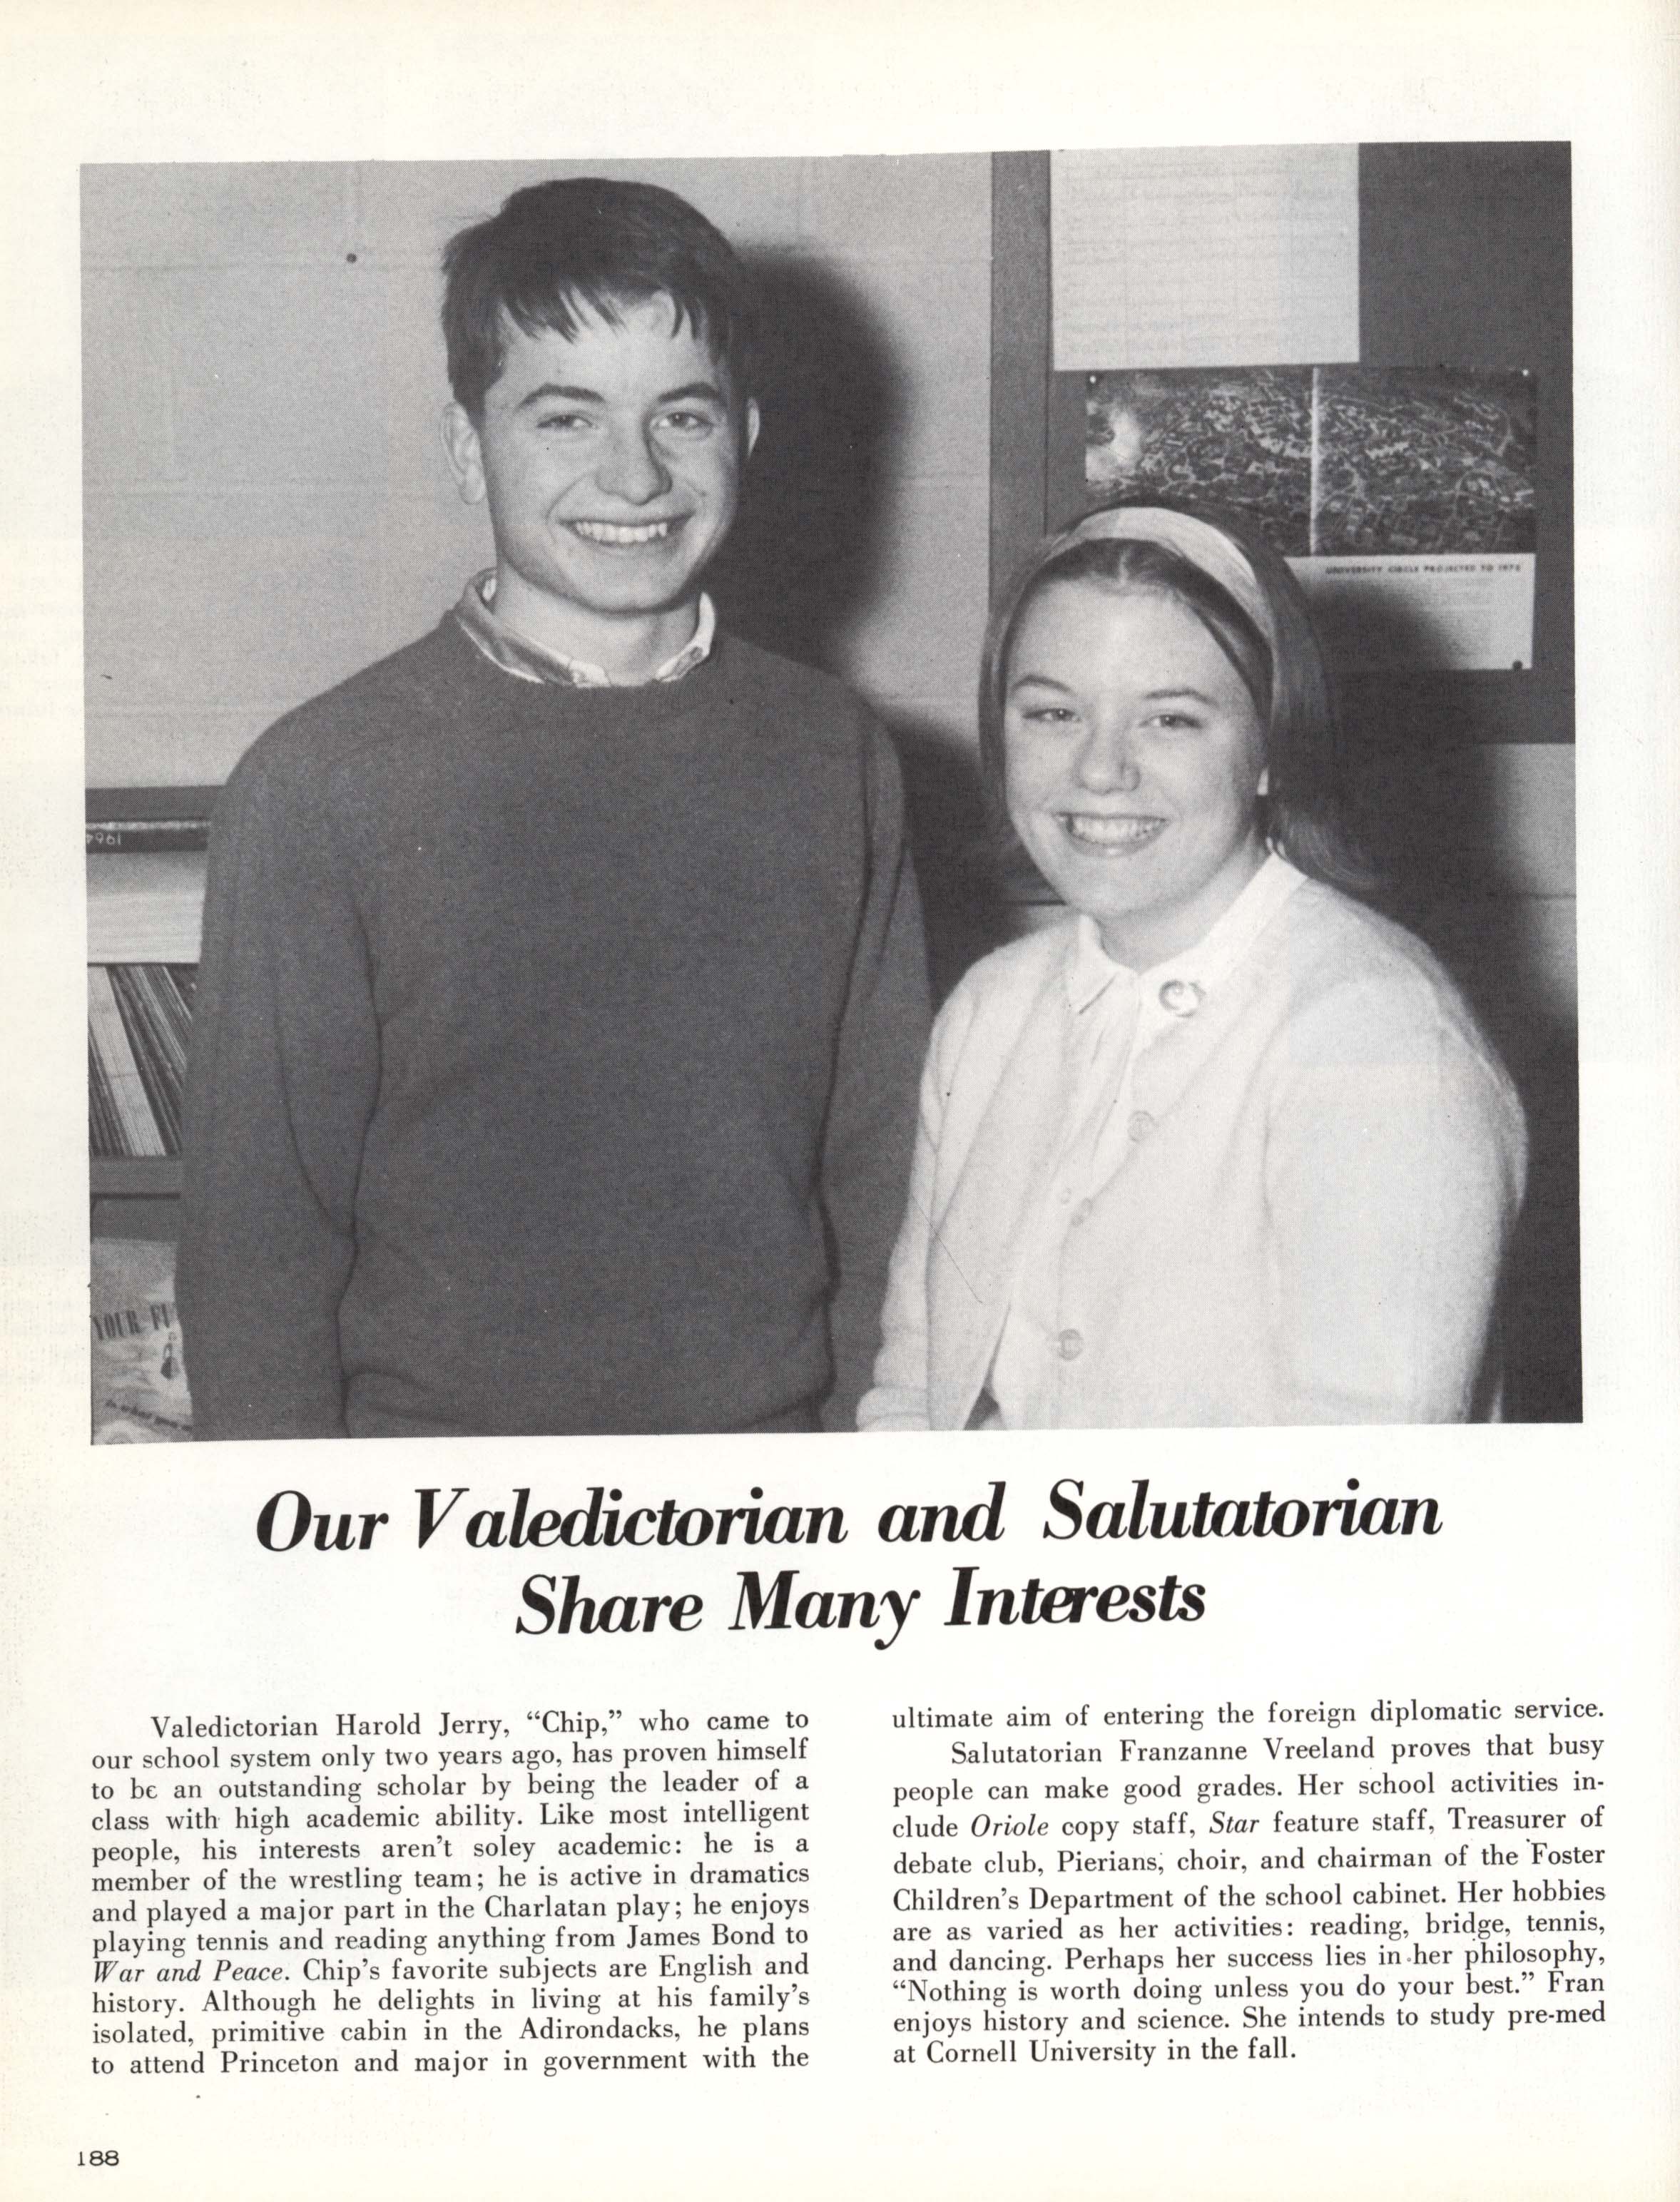 UNIVERSITY CIRCLE PROJECTED TO 1970
1964
YOUR FU
Our Valedictorian and Salutatorian
Share Many Interests
Valedictorian Harold Jerry, “Chip,” who came to
our school system only two years ago, has proven himself
to be an outstanding scholar by being the leader of a
class with high academic ability. Like most intelligent
people, his interests aren't soley academic: he is a
member of the wrestling team; he is active in dramatics
and played a major part in the Charlatan play; he enjoys
playing tennis and reading anything from James Bond to
War and Peace. Chip's favorite subjects are English and
history. Although he delights in living at his family's
isolated, primitive cabin in the Adirondacks, he plans
to attend Princeton and major in government with the
ultimate aim of entering the foreign diplomatic service.
Salutatorian Franzanne Vreeland proves that busy
people can make good grades. Her school activities in-
clude Oriole copy staff, Star feature staff, Treasurer of
debate club, Pierians, choir, and chairman of the Foster
Children's Department of the school cabinet. Her hobbies
are as varied as her activities: reading, bridge, tennis,
and dancing. Perhaps her success lies in her philosophy,
“Nothing is worth doing unless you do your best.” Fran
enjoys history and science. She intends to study pre-med
at Cornell University in the fall.
188